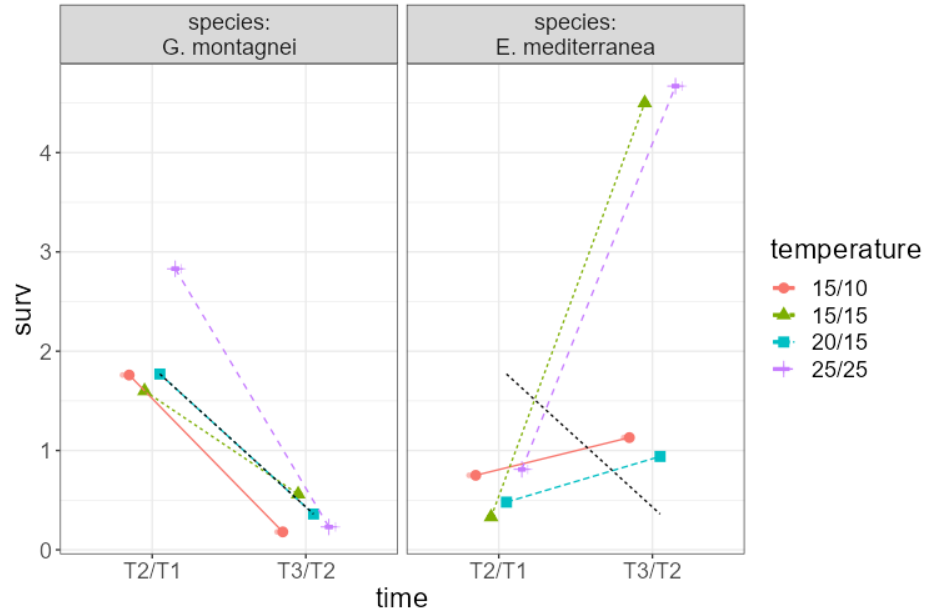 species:
G. montagnei
species:
E. mediterranea
4
3
2
1
0
surv
T2/T1
T3/T2
T2/T1
T3/T2
time
temperature
15/10
15/15
20/15
25/25